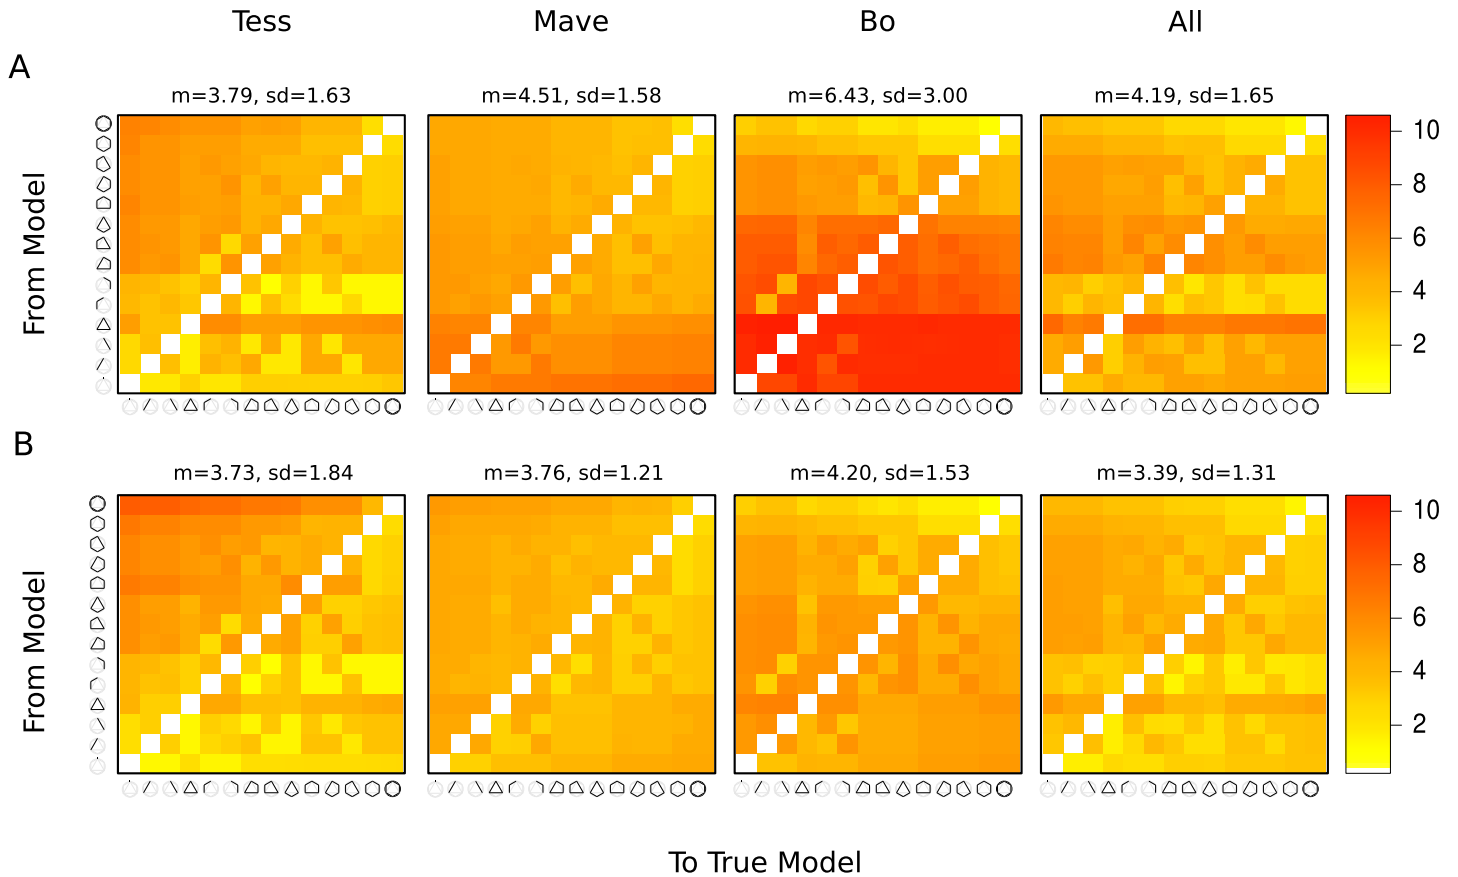 Tess Mave Bo All
A
m=3.79, sd=1.63 m=4.51, sd=1.58 m=6.43, sd=3.00 m=4.19, sd=1.65
From Model
10
8
6
4
2
B
m=3.73, sd=1.84 m=3.76, sd=1.21 m=4.20, sd=1.53 m=3.39, sd=1.31
From Model
10
8
6
4
2
To True Model